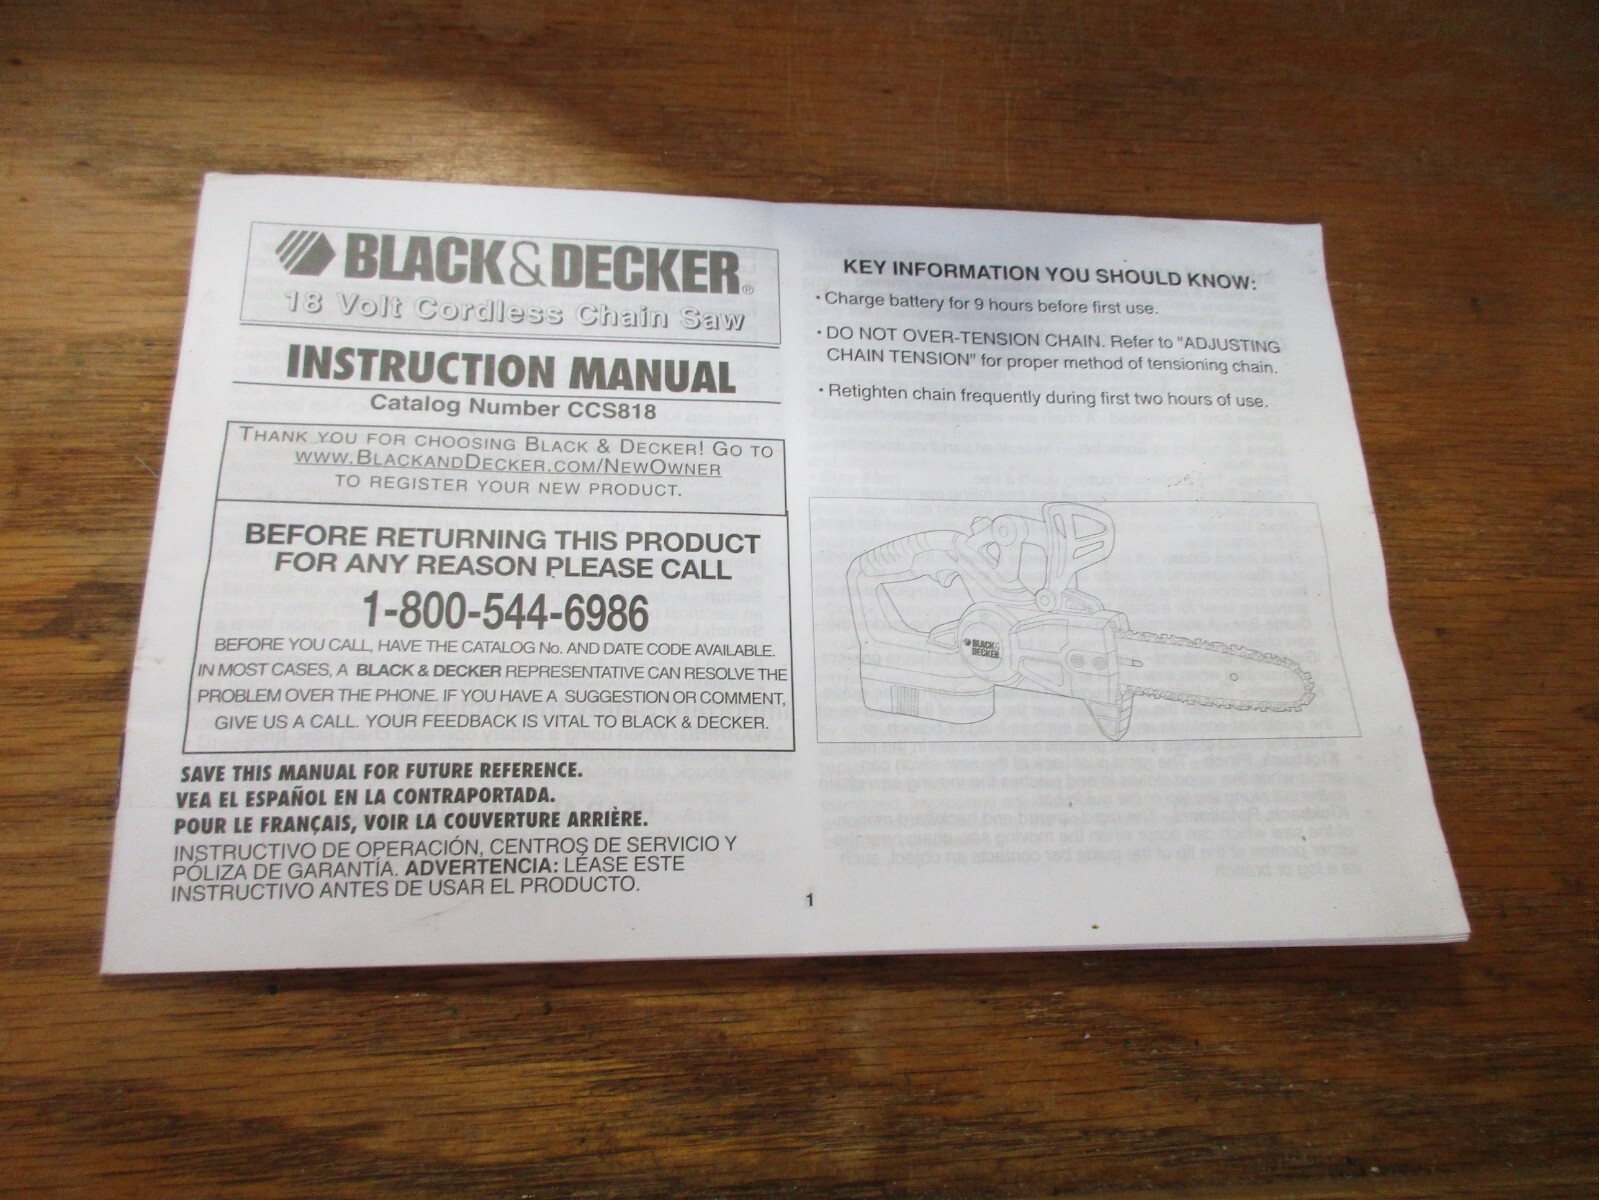 BLACK&DECKER®
18 Volt Cordless Chain Saw
INSTRUCTION MANUAL
Catalog Number CCS818
THANK YOU FOR CHOOSING BLACK & DECKER! GO TO
WWW.BLACKANDDECKER.COM/NEWOWNER
TO REGISTER YOUR NEW PRODUCT.
BEFORE RETURNING THIS PRODUCT
FOR ANY REASON PLEASE CALL
1-800-544-6986
BEFORE YOU CALL, HAVE THE CATALOG No. AND DATE CODE AVAILABLE.
IN MOST CASES, A BLACK & DECKER REPRESENTATIVE CAN RESOLVE THE
PROBLEM OVER THE PHONE. IF YOU HAVE A SUGGESTION OR COMMENT,
GIVE US A CALL. YOUR FEEDBACK IS VITAL TO BLACK & DECKER.
SAVE THIS MANUAL FOR FUTURE REFERENCE.
VEA EL ESPAÑOL EN LA CONTRAPORTADA.
POUR LE FRANÇAIS, VOIR LA COUVERTURE ARRIÈRE.
INSTRUCTIVO DE OPERACIÓN, CENTROS DE SERVICIO Y
PÓLIZA DE GARANTÍA. ADVERTENCIA: LÉASE ESTE
INSTRUCTIVO ANTES DE USAR EL PRODUCTO.
KEY INFORMATION YOU SHOULD KNOW:
• Charge battery for 9 hours before first use.
• DO NOT OVER-TENSION CHAIN. Refer to "ADJUSTING
CHAIN TENSION" for proper method of tensioning chain.
• Retighten chain frequently during first two hours of use.
BLACK&
DECKER
1